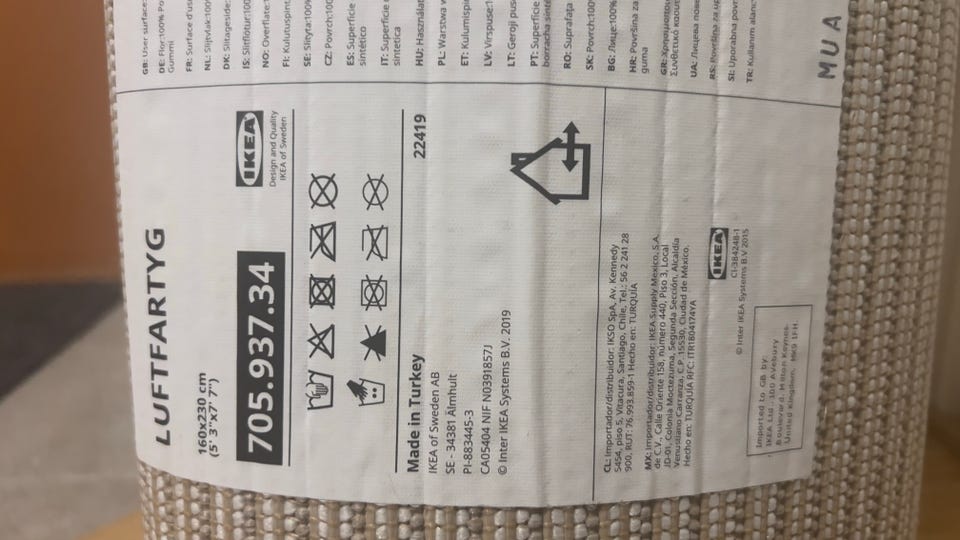 LUFTFARTYG
160x230 cm
(5' 3"x7' 7")
705.937.34
IKEA
Design and Quality
IKEA of Sweden
Made in Turkey
22419
IKEA of Sweden AB
SE - 34381 Älmhult
PI-883445-3
CA05404 NIF N0391857J
© Inter IKEA Systems B.V. 2019
CL: Importador/distribuidor: IKSO SpA, Av. Kennedy
5454, piso 5, Vitacura, Santiago, Chile, Tel.: 56 2 241 28
900, RUT: 76.993.859-1 Hecho en: TURQUÍA
MX: Importador/distribuidor: IKEA Supply Mexico, S.A.
de C.V., Calle Oriente 158, número 440, Piso 3, Local
JD-01, Colonia Moctezuma, Segunda Sección, Alcaldía
Venustiano Carranza, C.P. 15530, Ciudad de México.
Hecho en: TURQUÍA RFC: ITR1804174YA
IKEA
CI-384248-1
© Inter IKEA Systems B.V 2015
Imported to GB by:
IKEA Ltd. 100 Avebury
Boulevard, Milton Keynes,
United Kingdom, MK9 1FH.
GB: User surface:
DE: Flor:100% Po
Gummi
FR: Surface d'us
NL: Slijtvlak:100%
DK: Slitageside:
IS: Slitflötur:100
NO: Overflate:1
FI: Kulutuspint
SE: Slityta:100%
CZ: Povrch:100
ES: Superficie
sintético
IT: Superficie d
sintetica
HU: Használat
PL: Warstwa w
ET: Kulumispi
LV: Virspuse:1
LT: Geroji pus
PT: Superfície
borracha sinté
RO: Suprafața
SK: Povrch:100%
BG: Лице:100%
HR: Površina za
guma
GR: Χρησιμοποιού
Συνθετικό καουτ
UA: Лицева пове
RS: Površina za up
SI: Uporabna povr
TR: Kullanım alanı:
MUA